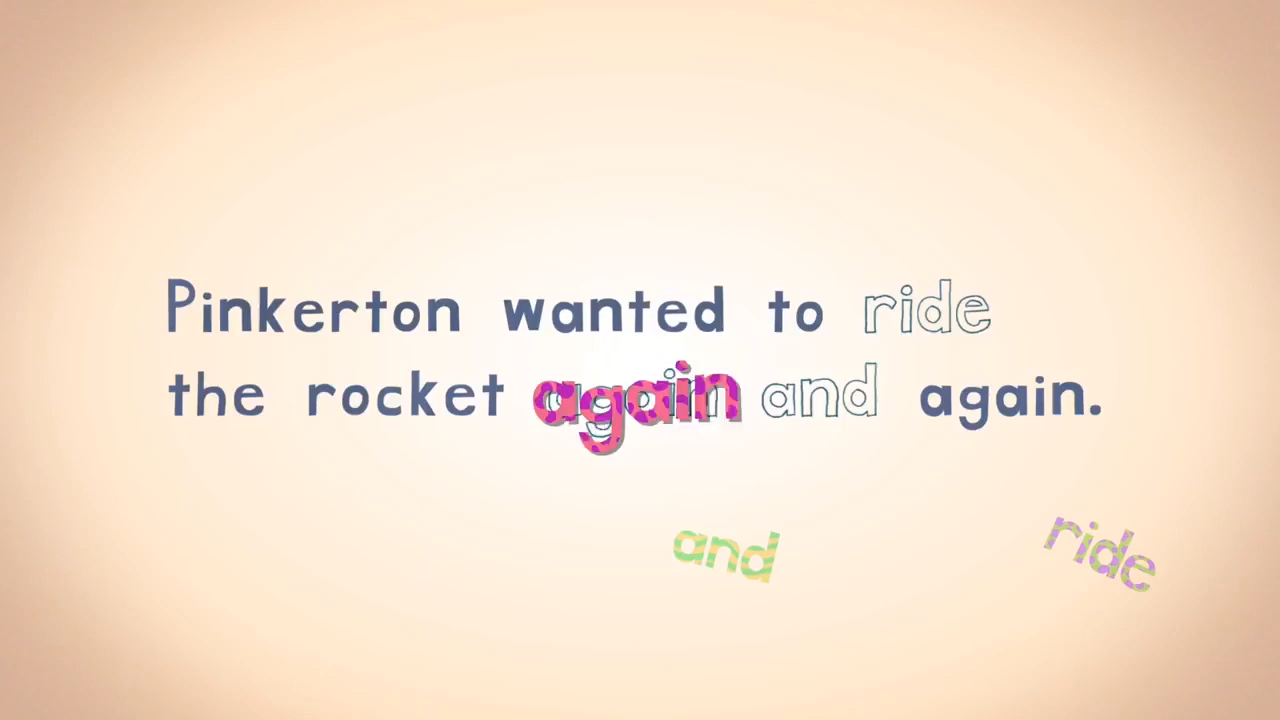 Pinkerton wanted to ride
the rocket again and again.
and
ride